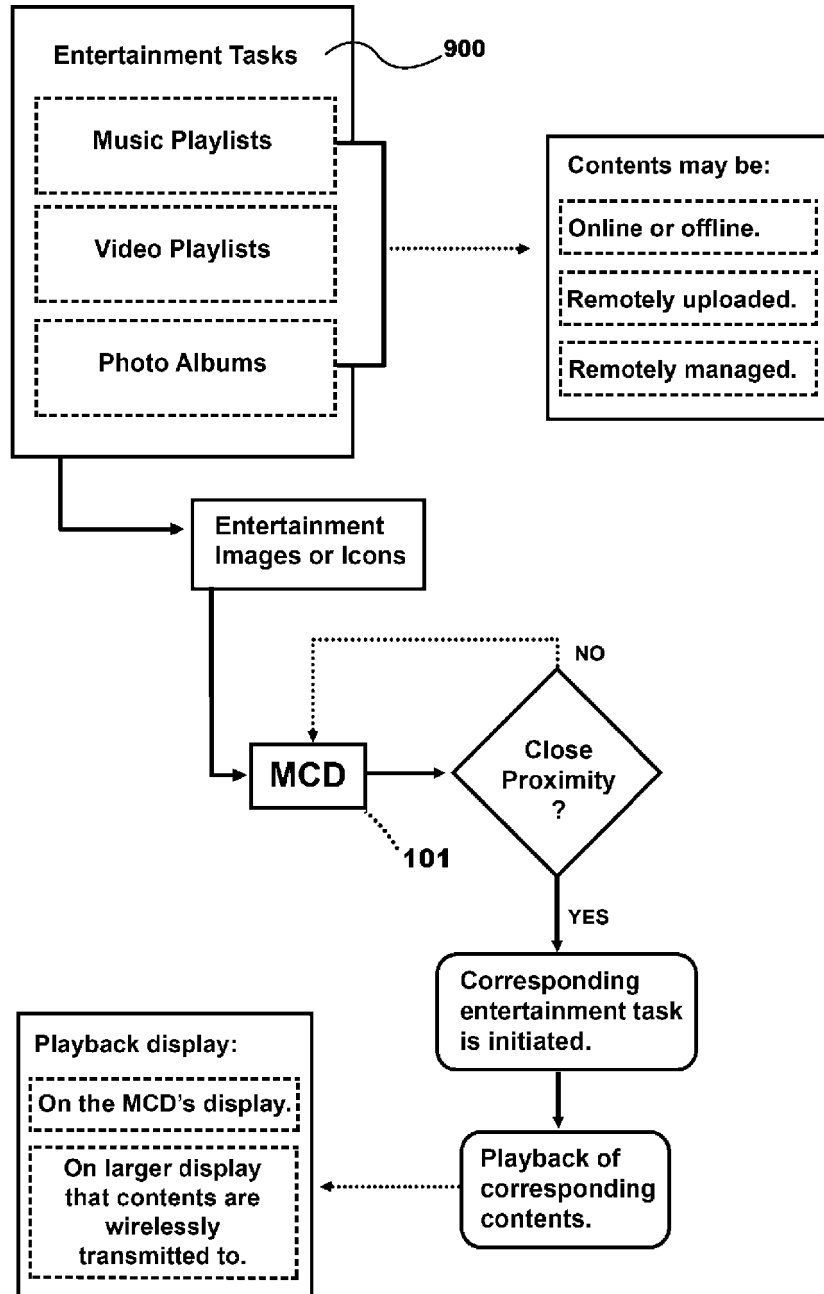 Entertainment Tasks
900
Music Playlists
Video Playlists
Photo Albums
Contents may be:
Online or offline.
Remotely uploaded.
Remotely managed.
Entertainment
Images or Icons
NO
MCD
Close
Proximity
?
101
YES
Corresponding
entertainment task
is initiated.
Playback display:
On the MCD's display.
On larger display
that contents are
wirelessly
transmitted to.
Playback of
corresponding
contents.